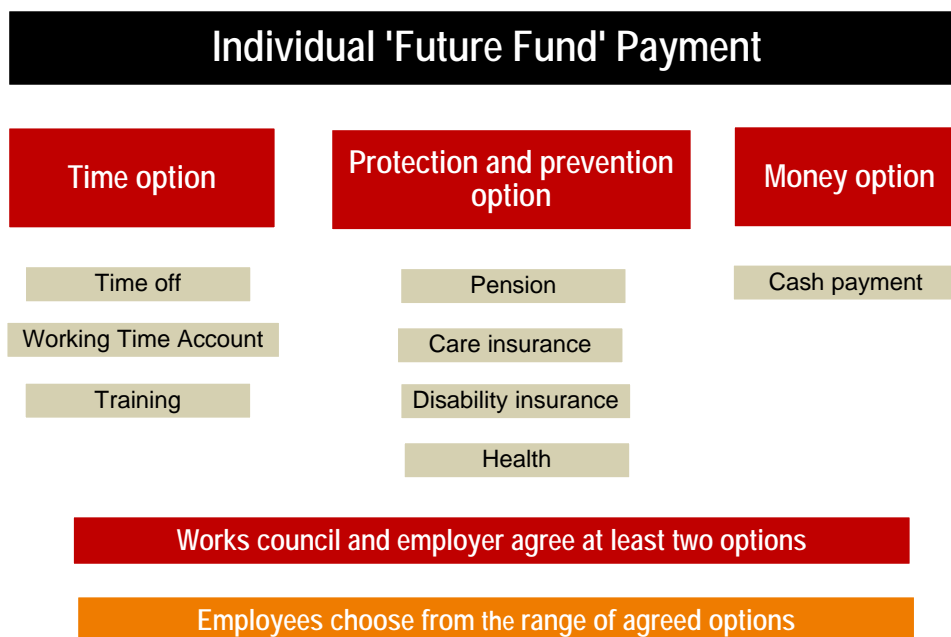 Individual 'Future Fund' Payment
Time option
Protection and prevention
option
Money option
Time off
Pension
Cash payment
Working Time Account
Care insurance
Training
Disability insurance
Health
Works council and employer agree at least two options
Employees choose from the range of agreed options